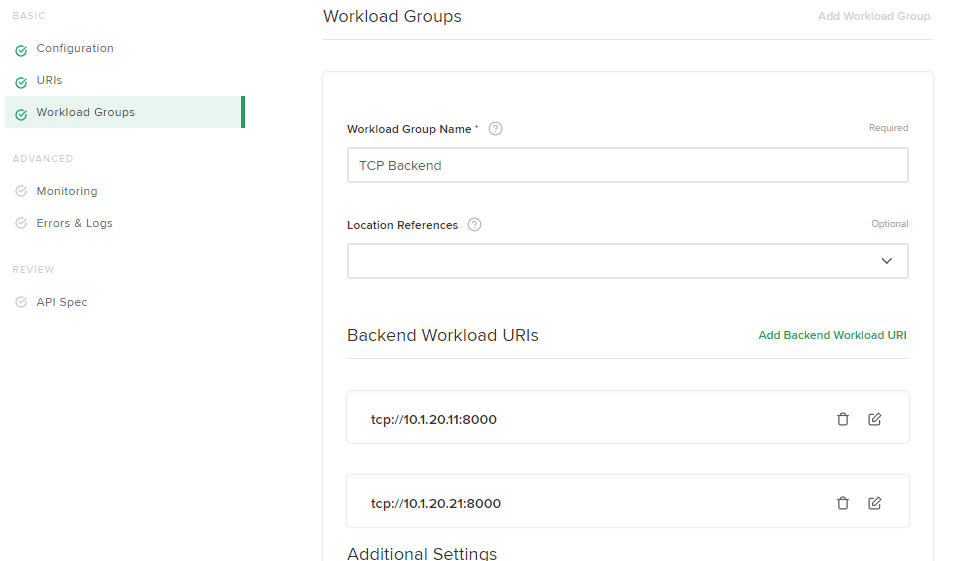 BASIC
Configuration
URIs
Workload Groups
ADVANCED
Monitoring
Errors & Logs
REVIEW
API Spec
Workload Groups Add Workload Group
Workload Group Name * ? Required
TCP Backend
Location References ? Optional
Backend Workload URIs Add Backend Workload URI
tcp://10.1.20.11:8000
tcp://10.1.20.21:8000
Additional Settings